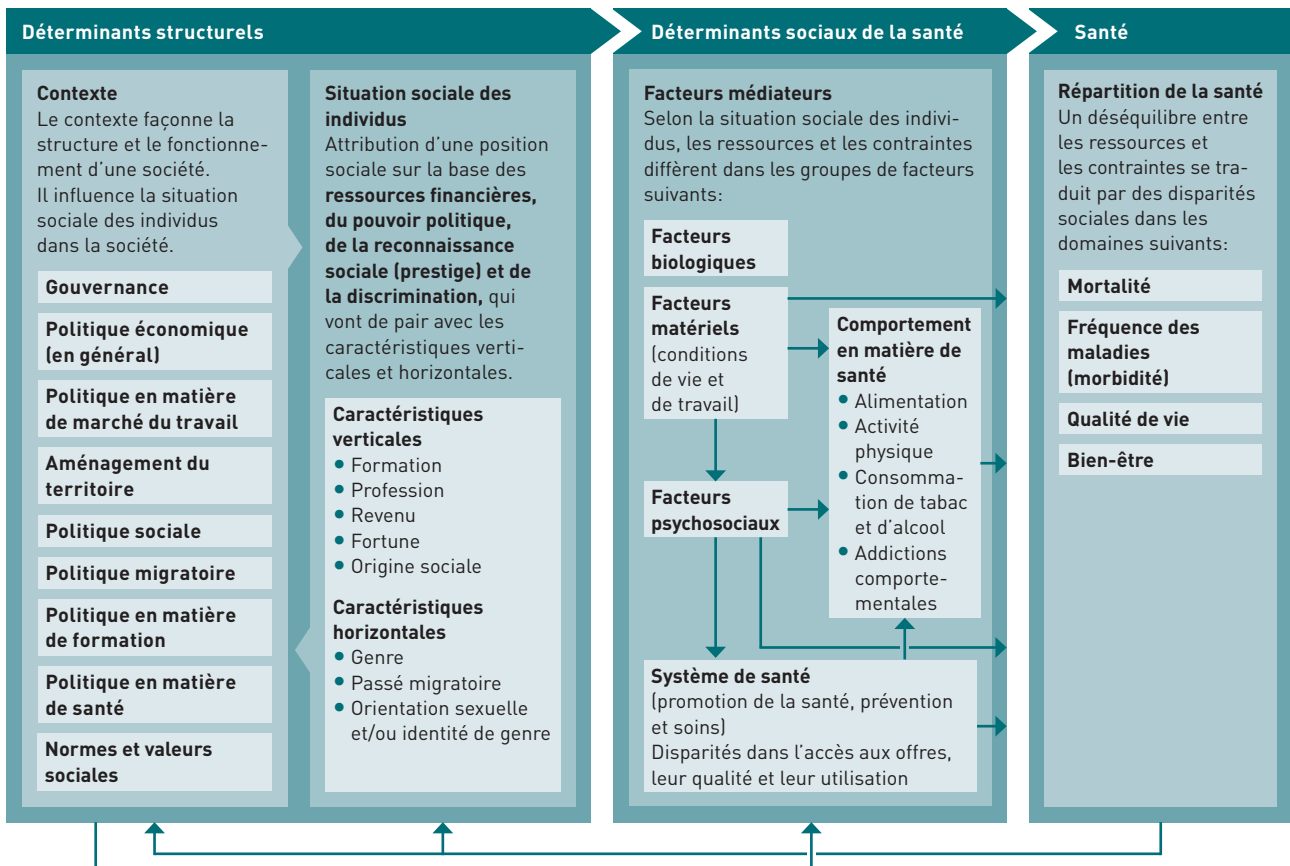 Déterminants structurels
Contexte
Le contexte façonne la
structure et le fonctionne-
ment d'une société.
Il influence la situation
sociale des individus
dans la société.
Gouvernance
Politique économique
(en général)
Politique en matière
de marché du travail
Aménagement du
territoire
Politique sociale
Politique migratoire
Politique en matière
de formation
Politique en matière
de santé
Normes et valeurs
sociales
Situation sociale des
individus
Attribution d'une position
sociale sur la base des
ressources financières,
du pouvoir politique,
de la reconnaissance
sociale (prestige) et de
la discrimination, qui
vont de pair avec les
caractéristiques verti-
cales et horizontales.
Caractéristiques
verticales
• Formation
• Profession
• Revenu
• Fortune
• Origine sociale
Caractéristiques
horizontales
• Genre
• Passé migratoire
• Orientation sexuelle
et/ou identité de genre
Déterminants sociaux de la santé
Facteurs médiateurs
Selon la situation sociale des indivi-
dus, les ressources et les contraintes
diffèrent dans les groupes de facteurs
suivants:
Facteurs
biologiques
Facteurs
matériels
(conditions
de vie et
de travail)
Facteurs
psychosociaux
Comportement
en matière de
santé
• Alimentation
• Activité
physique
• Consomma-
tion de tabac
et d'alcool
• Addictions
comporte-
mentales
Système de santé
(promotion de la santé, prévention
et soins)
Disparités dans l'accès aux offres,
leur qualité et leur utilisation
Santé
Répartition de la santé
Un déséquilibre entre
les ressources et
les contraintes se tra-
duit par des disparités
sociales dans les
domaines suivants:
Mortalité
Fréquence des
maladies
(morbidité)
Qualité de vie
Bien-être